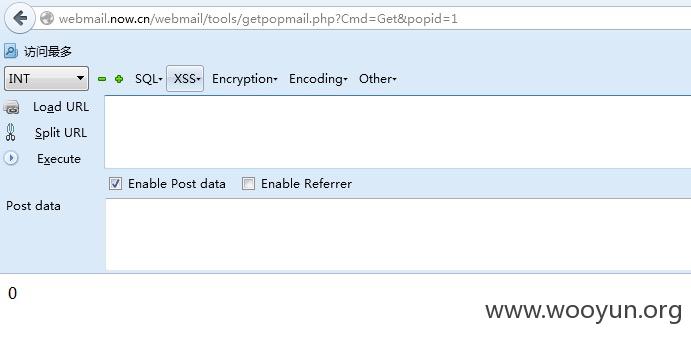 webmail.now.cn/webmail/tools/getpopmail.php?Cmd=Get&popid=1
访问最多
INT SQL XSS Encryption Encoding Other
Load URL
Split URL
Execute
Enable Post data Enable Referrer
Post data
0
www.wooyun.org